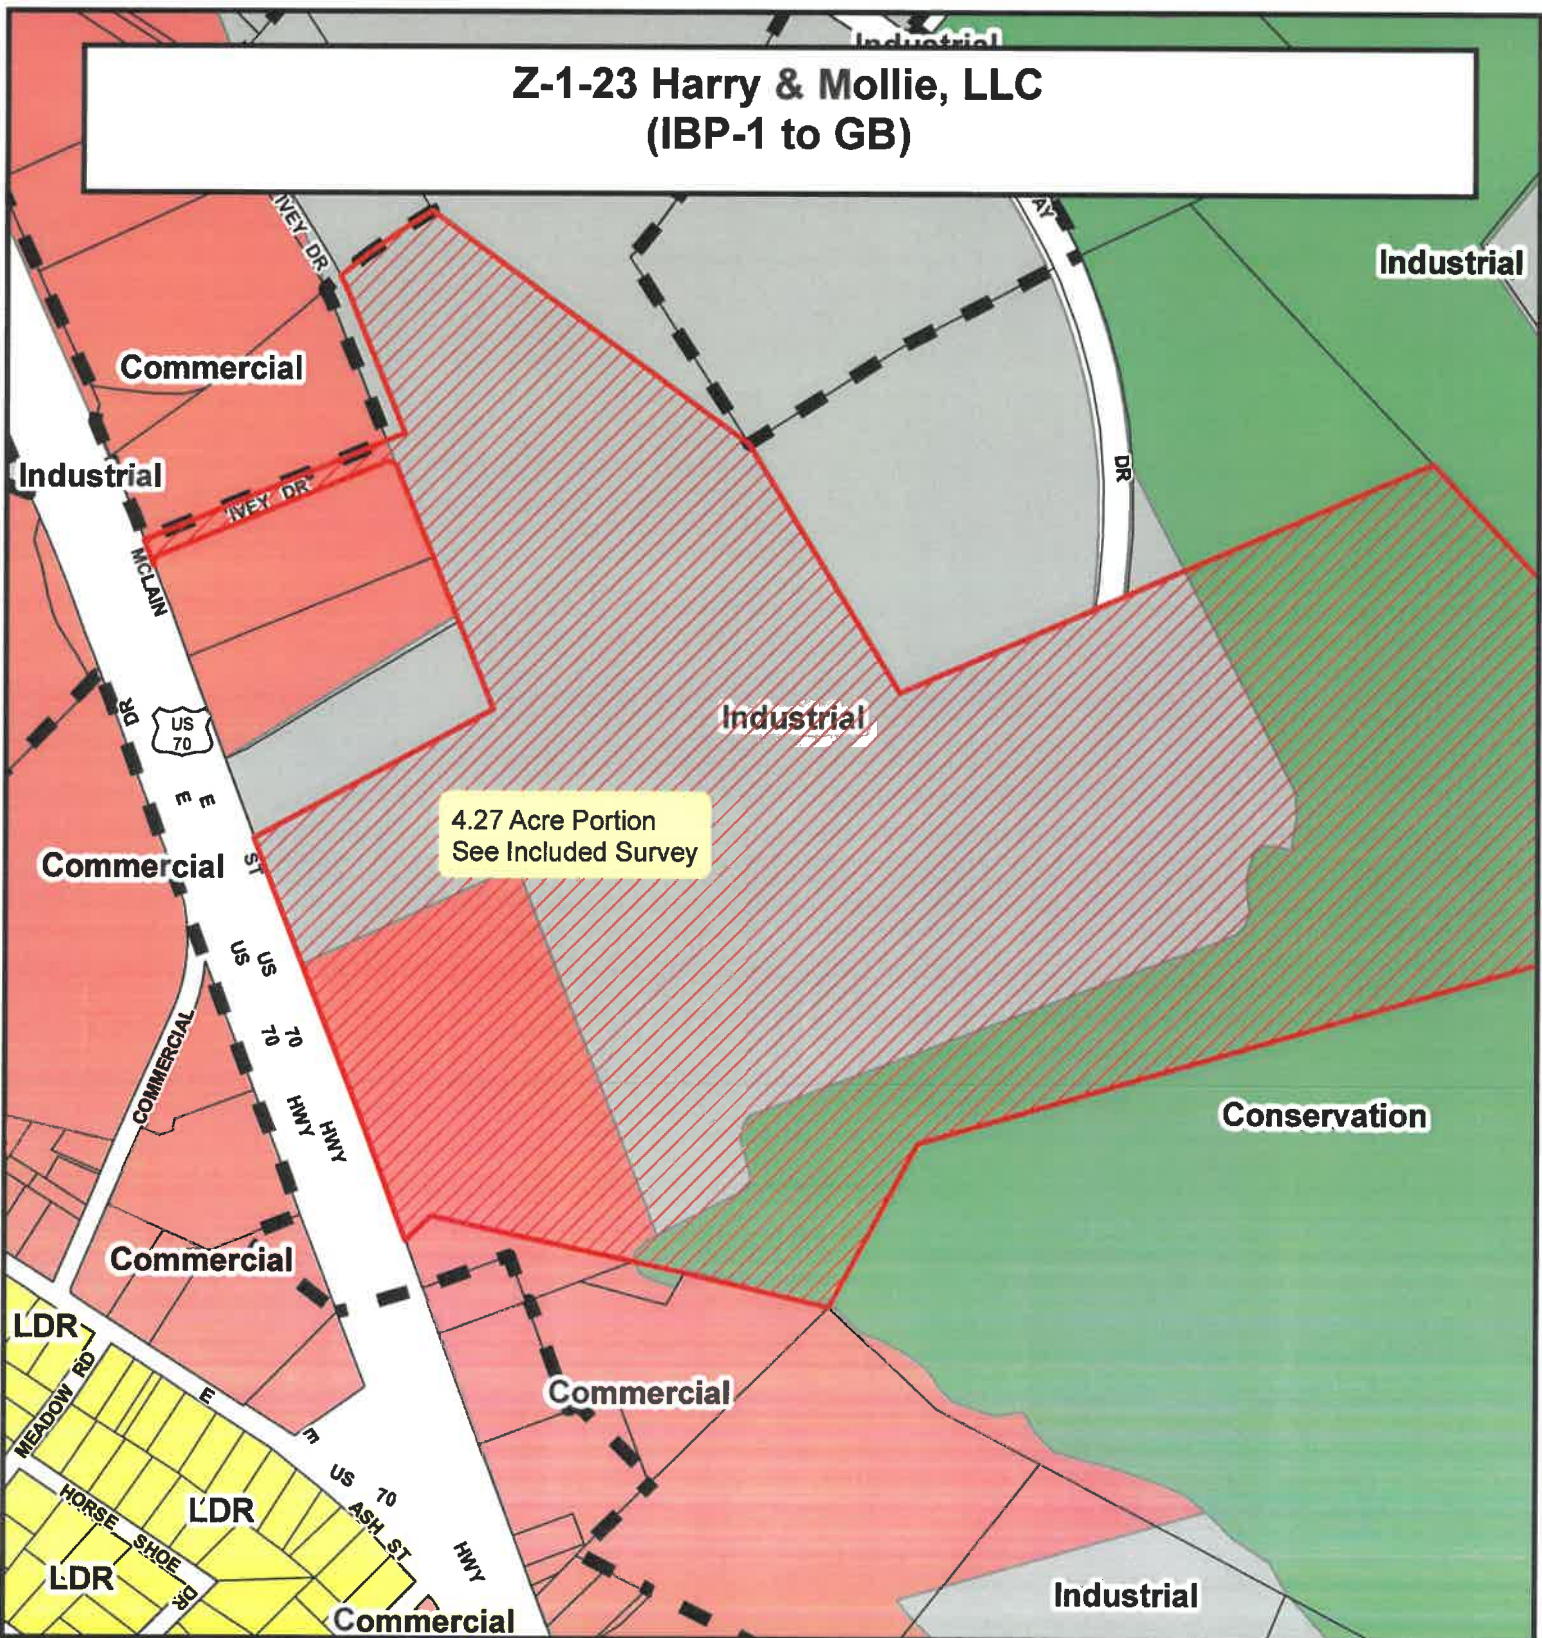 Industrial
Z-1-23 Harry & Mollie, LLC
(IBP-1 to GB)
IVEY DR
AY
Industrial
Commercial
Industrial
IVEY DR
DR
MCLAIN
DR
US
70
Industrial
E
E
4.27 Acre Portion
See Included Survey
Commercial
ST
US
US
70
70
COMMERCIAL
HWY
HWY
Conservation
Commercial
LDR
MEADOW RD
E
E
Commercial
US 70
ASH ST
LDR
HORSE SHOE DR
HWY
LDR
Industrial
Commercial